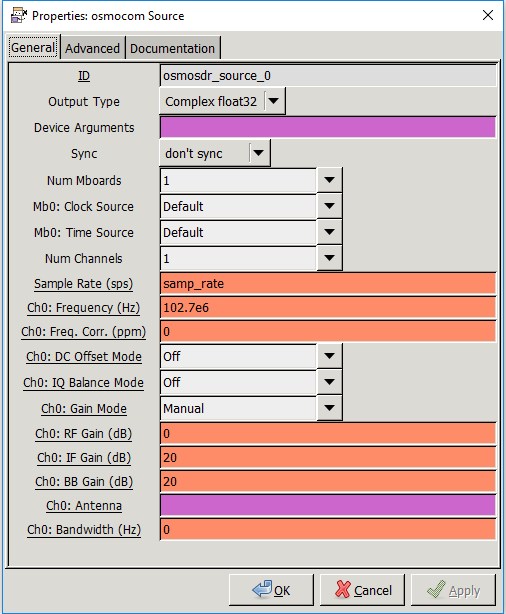 Properties: osmocom Source
General Advanced Documentation
ID osmosdr_source_0
Output Type Complex float32
Device Arguments
Sync don't sync
Num Mboards 1
Mb0: Clock Source Default
Mb0: Time Source Default
Num Channels 1
Sample Rate (sps) samp_rate
Ch0: Frequency (Hz) 102.7e6
Ch0: Freq. Corr. (ppm) 0
Ch0: DC Offset Mode Off
Ch0: IQ Balance Mode Off
Ch0: Gain Mode Manual
Ch0: RF Gain (dB) 0
Ch0: IF Gain (dB) 20
Ch0: BB Gain (dB) 20
Ch0: Antenna
Ch0: Bandwidth (Hz) 0
OK Cancel Apply